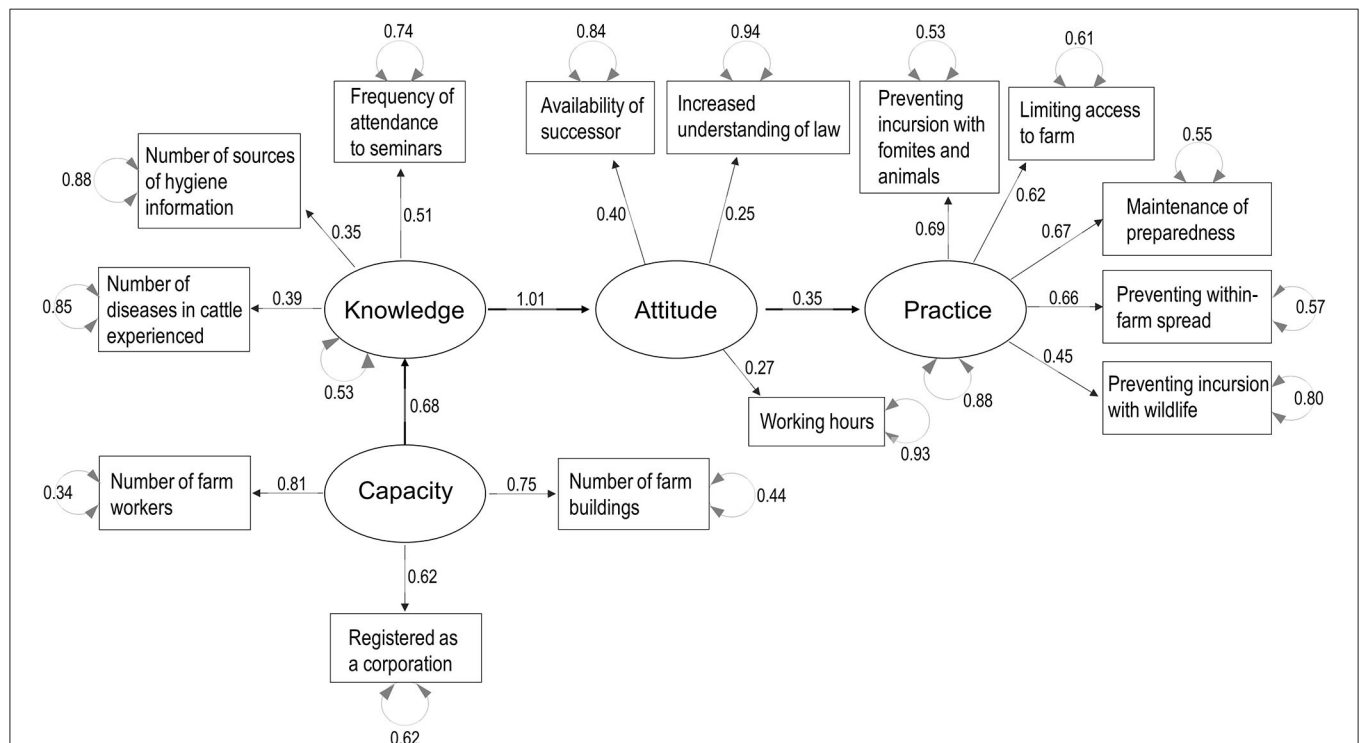 0.74
0.84
0.94
0.53
0.61
Frequency of
attendance
to seminars
Availability of
successor
Increased
understanding of law
Preventing
incursion with
fomites and
animals
Limiting access
to farm
0.55
Number of sources
of hygiene
information
0.88
0.35
0.51
0.40
0.25
0.69
0.62
0.67
Maintenance of
preparedness
Number of
diseases in cattle
experienced
0.85
0.39
Knowledge
1.01
Attitude
0.35
Practice
0.66
Preventing within-
farm spread
0.57
0.53
0.27
0.88
0.45
Preventing incursion
with wildlife
0.80
0.68
Working hours
0.93
Number of farm
workers
0.34
0.81
Capacity
0.75
Number of farm
buildings
0.44
0.62
Registered as
a corporation
0.62